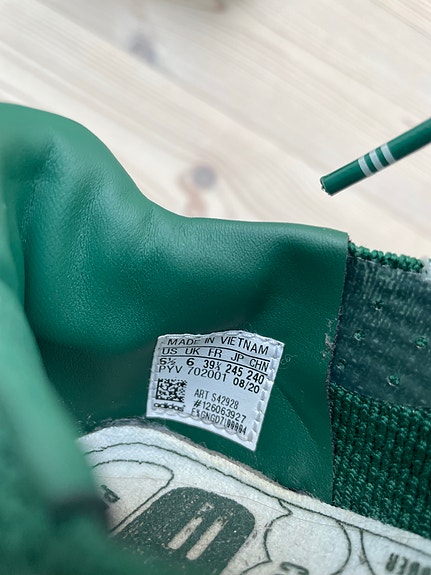 MADE IN VIETNAM
US UK FR JP CHN
6½ 6 39⅓ 245 240
PYV 702001 08/20
ART S42928
#126063927
adidas